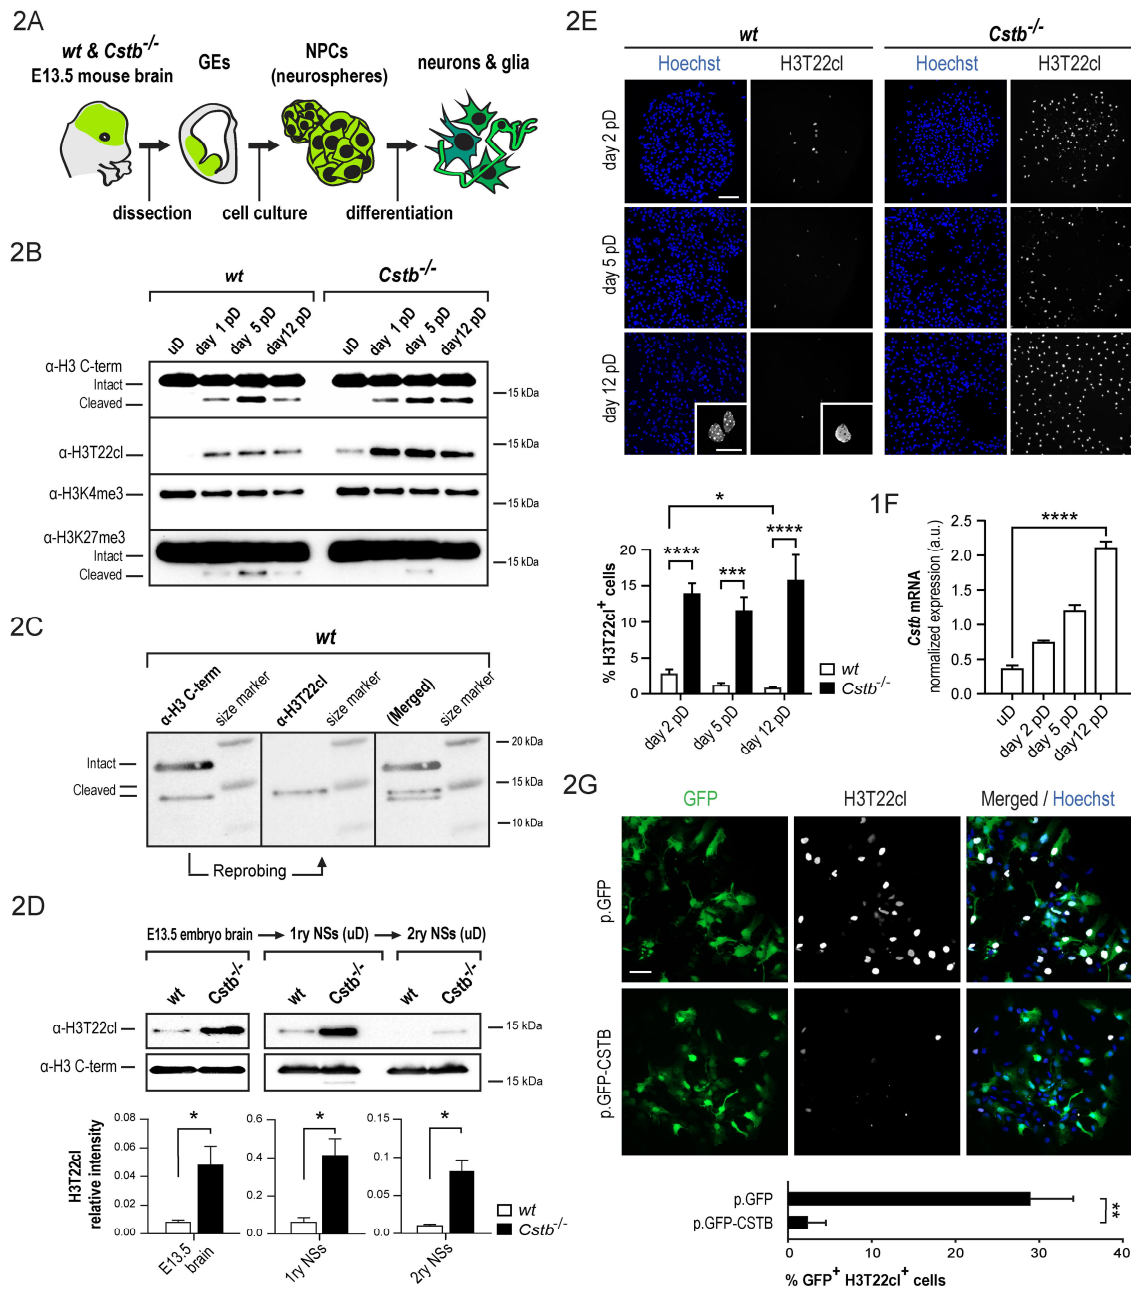 2A
wt & Cstb-/-
E13.5 mouse brain
GEs
NPCs
(neurospheres)
neurons & glia
dissection
cell culture
differentiation
2B
wt
Cstb-/-
uD
day 1 pD
day 5 pD
day12 pD
uD
day 1 pD
day 5 pD
day12 pD
α-H3 C-term
Intact
Cleaved
15 kDa
α-H3T22cl
15 kDa
α-H3K4me3
15 kDa
α-H3K27me3
Intact
Cleaved
15 kDa
2C
wt
α-H3 C-term
size marker
α-H3T22cl
size marker
(Merged)
size marker
Intact
Cleaved
20 kDa
15 kDa
10 kDa
Reprobing
2D
E13.5 embryo brain
1ry NSs (uD)
2ry NSs (uD)
wt
Cstb-/-
wt
Cstb-/-
wt
Cstb-/-
α-H3T22cl
15 kDa
α-H3 C-term
15 kDa
H3T22cl
relative intensity
0.08
0.06
0.04
0.02
0.00
*
E13.5
brain
0.6
0.4
0.2
0.0
*
1ry NSs
0.15
0.10
0.05
0.00
*
2ry NSs
wt
Cstb-/-
2E
wt
Cstb-/-
Hoechst
H3T22cl
Hoechst
H3T22cl
day 2 pD
day 5 pD
day 12 pD
% H3T22cl+ cells
20
15
10
5
0
*
****
***
****
day 2 pD
day 5 pD
day 12 pD
wt
Cstb-/-
1F
Cstb mRNA
normalized expression (a.u.)
2.5
2.0
1.5
1.0
0.5
0.0
****
uD
day 2 pD
day 5 pD
day12 pD
2G
GFP
H3T22cl
Merged / Hoechst
p.GFP
p.GFP-CSTB
p.GFP
p.GFP-CSTB
**
0
10
20
30
40
% GFP+ H3T22cl+ cells